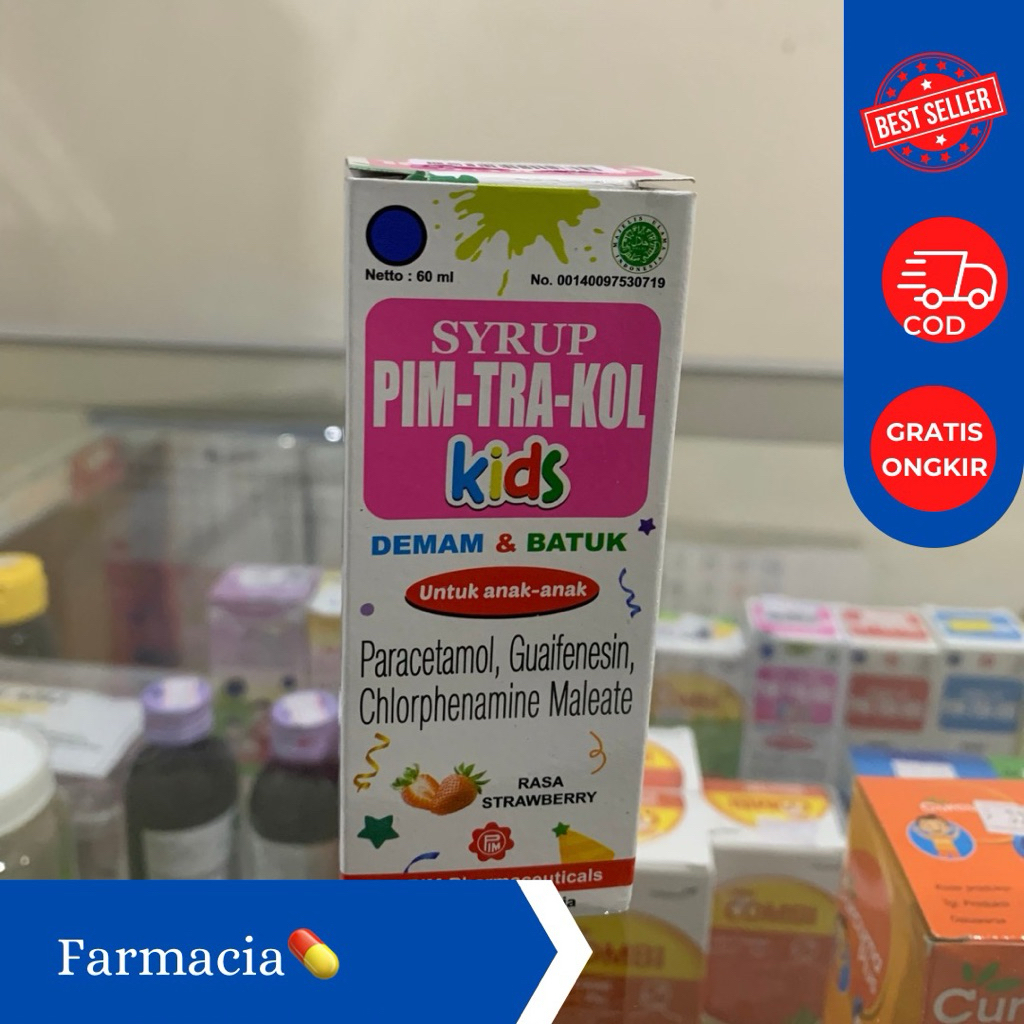 BEST SELLER
COD
GRATIS
ONGKIR
Netto : 60 ml
No. 00140097530719
SYRUP
PIM-TRA-KOL
kids
DEMAM & BATUK
Untuk anak-anak
Paracetamol, Guaifenesin,
Chlorphenamine Maleate
RASA
STRAWBERRY
PIM
Farmacia